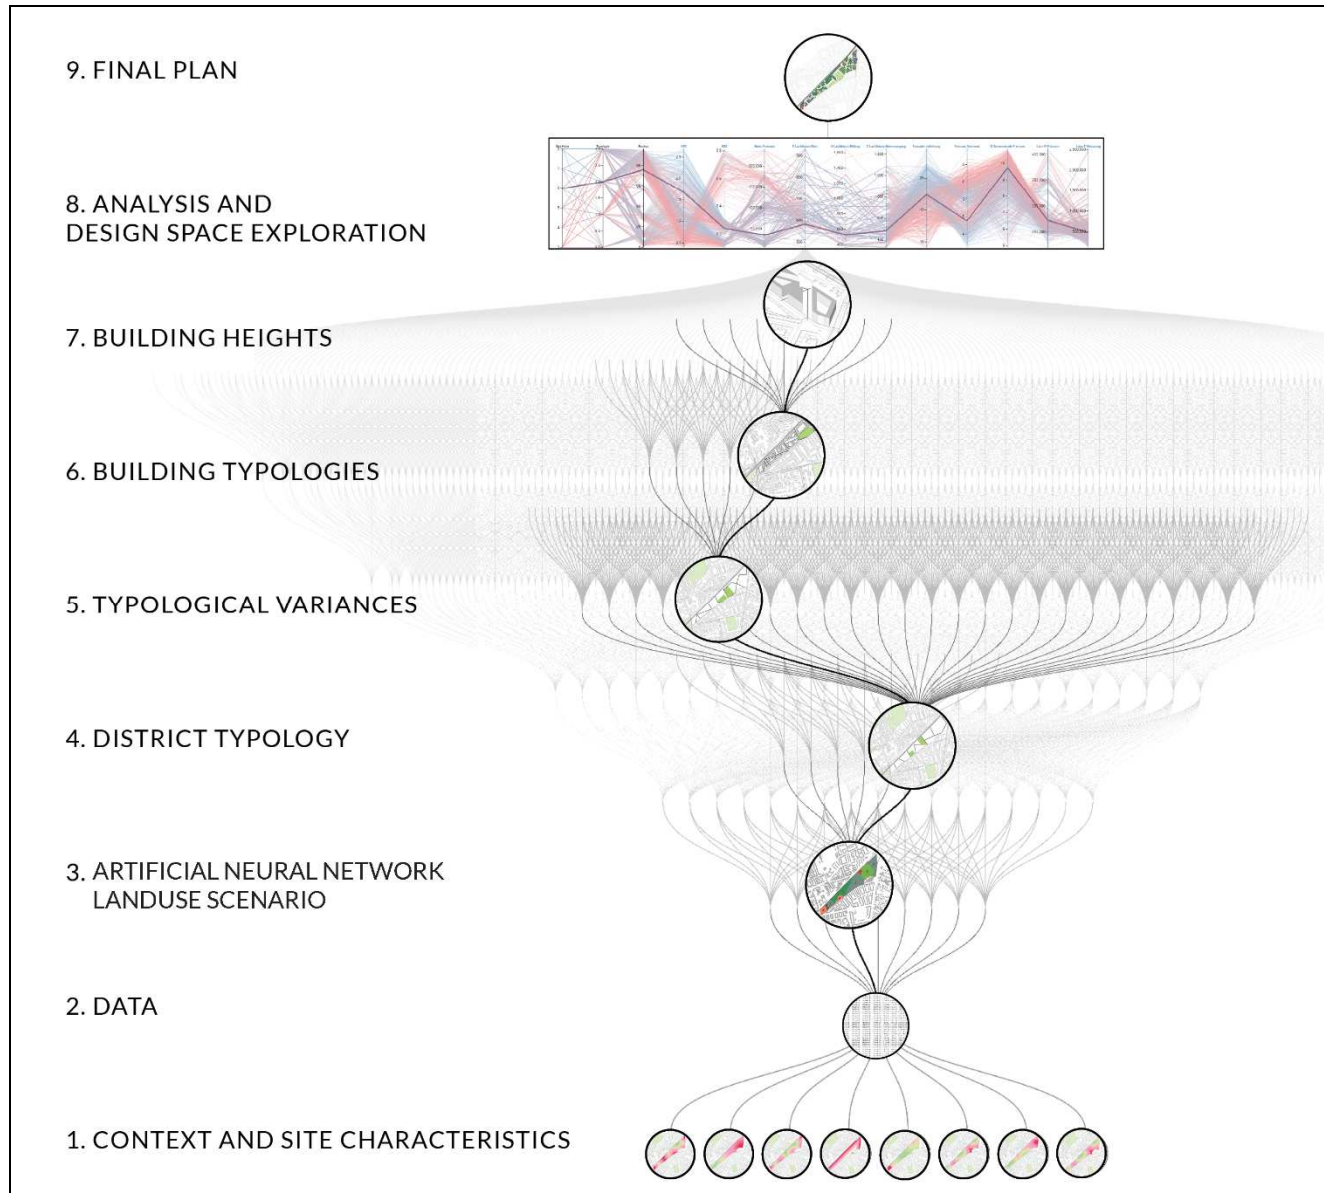 9. FINAL PLAN
8. ANALYSIS AND
DESIGN SPACE EXPLORATION
7. BUILDING HEIGHTS
6. BUILDING TYPOLOGIES
5. TYPOLOGICAL VARIANCES
4. DISTRICT TYPOLOGY
3. ARTIFICIAL NEURAL NETWORK
LANDUSE SCENARIO
2. DATA
1. CONTEXT AND SITE CHARACTERISTICS